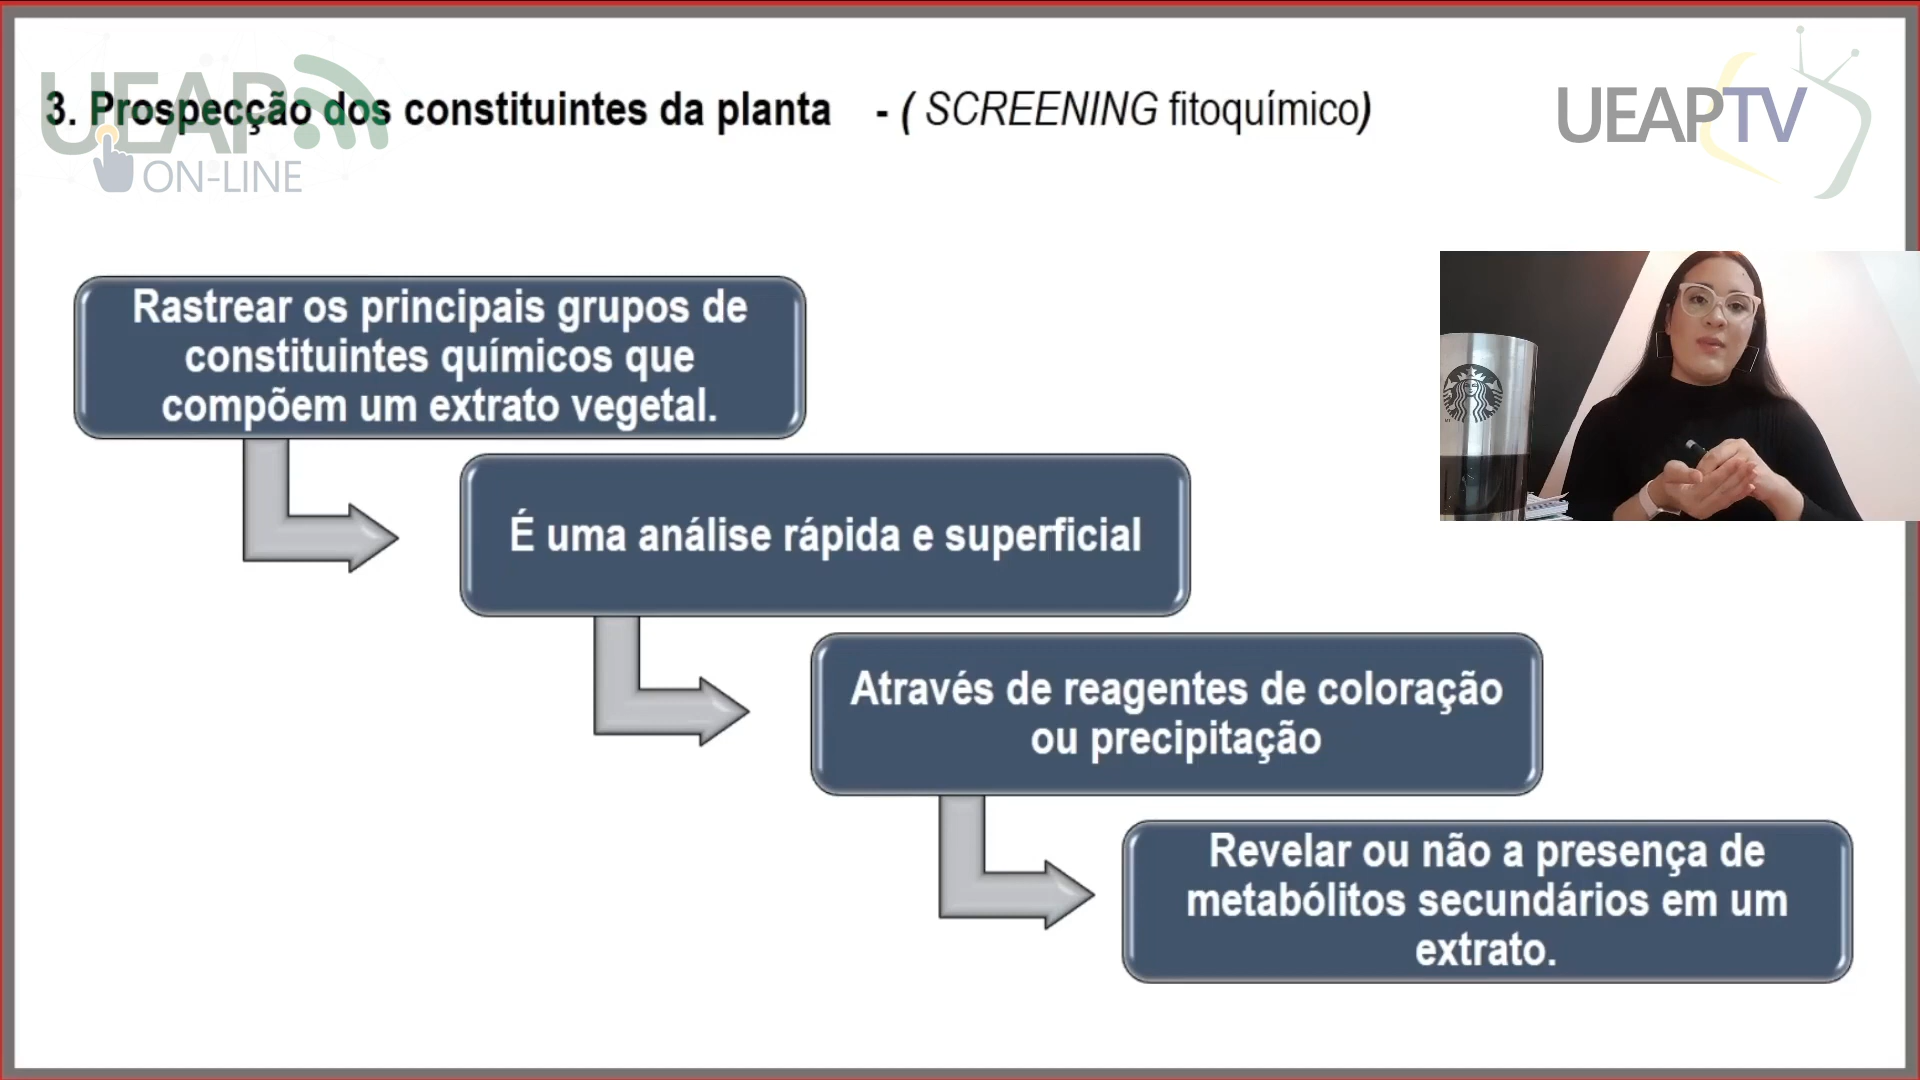 UEAP
ON-LINE
3. Prospecção dos constituintes da planta - ( SCREENING fitoquímico)
UEAPTV
Rastrear os principais grupos de
constituintes químicos que
compõem um extrato vegetal.
É uma análise rápida e superficial
Através de reagentes de coloração
ou precipitação
Revelar ou não a presença de
metabólitos secundários em um
extrato.